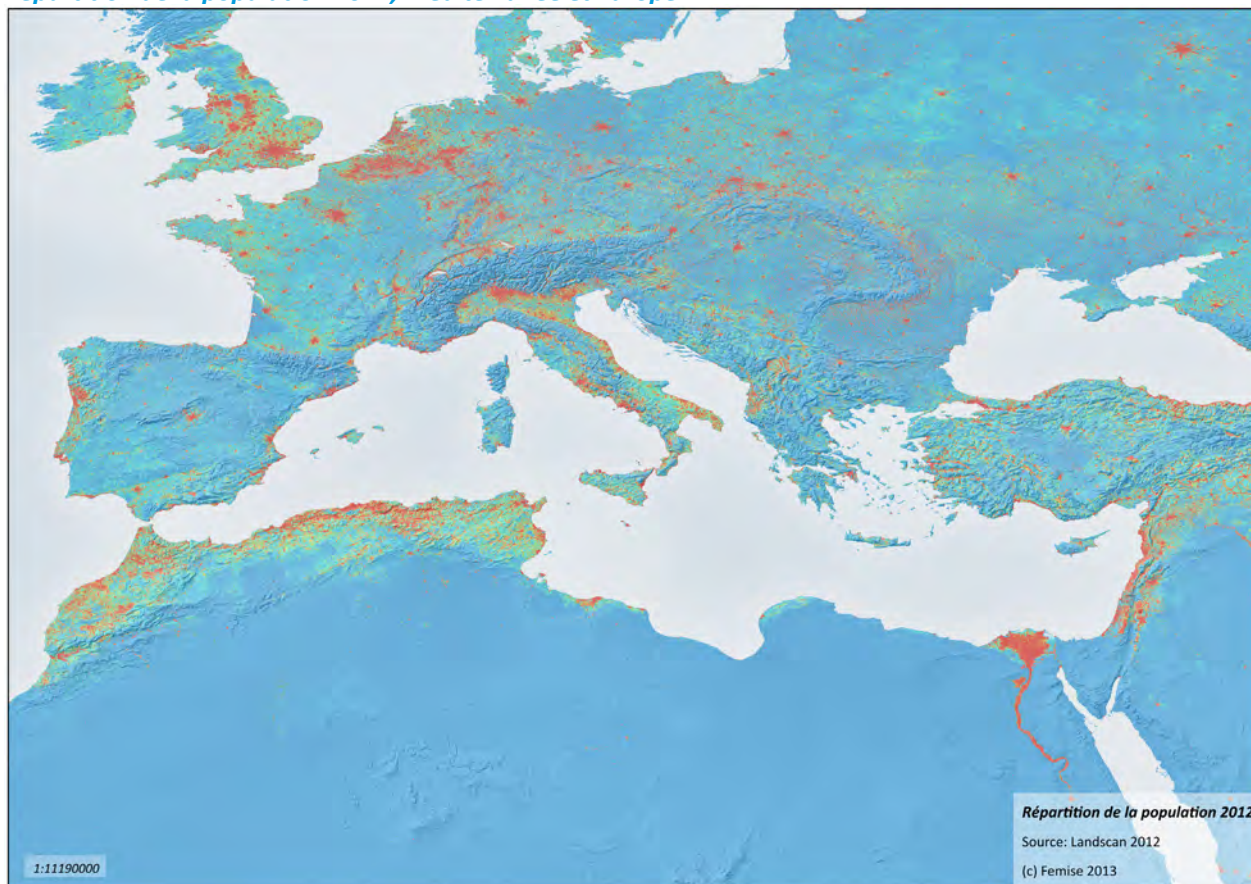 1:11190000
Répartition de la population 2012
Source: Landscan 2012
(c) Femise 2013